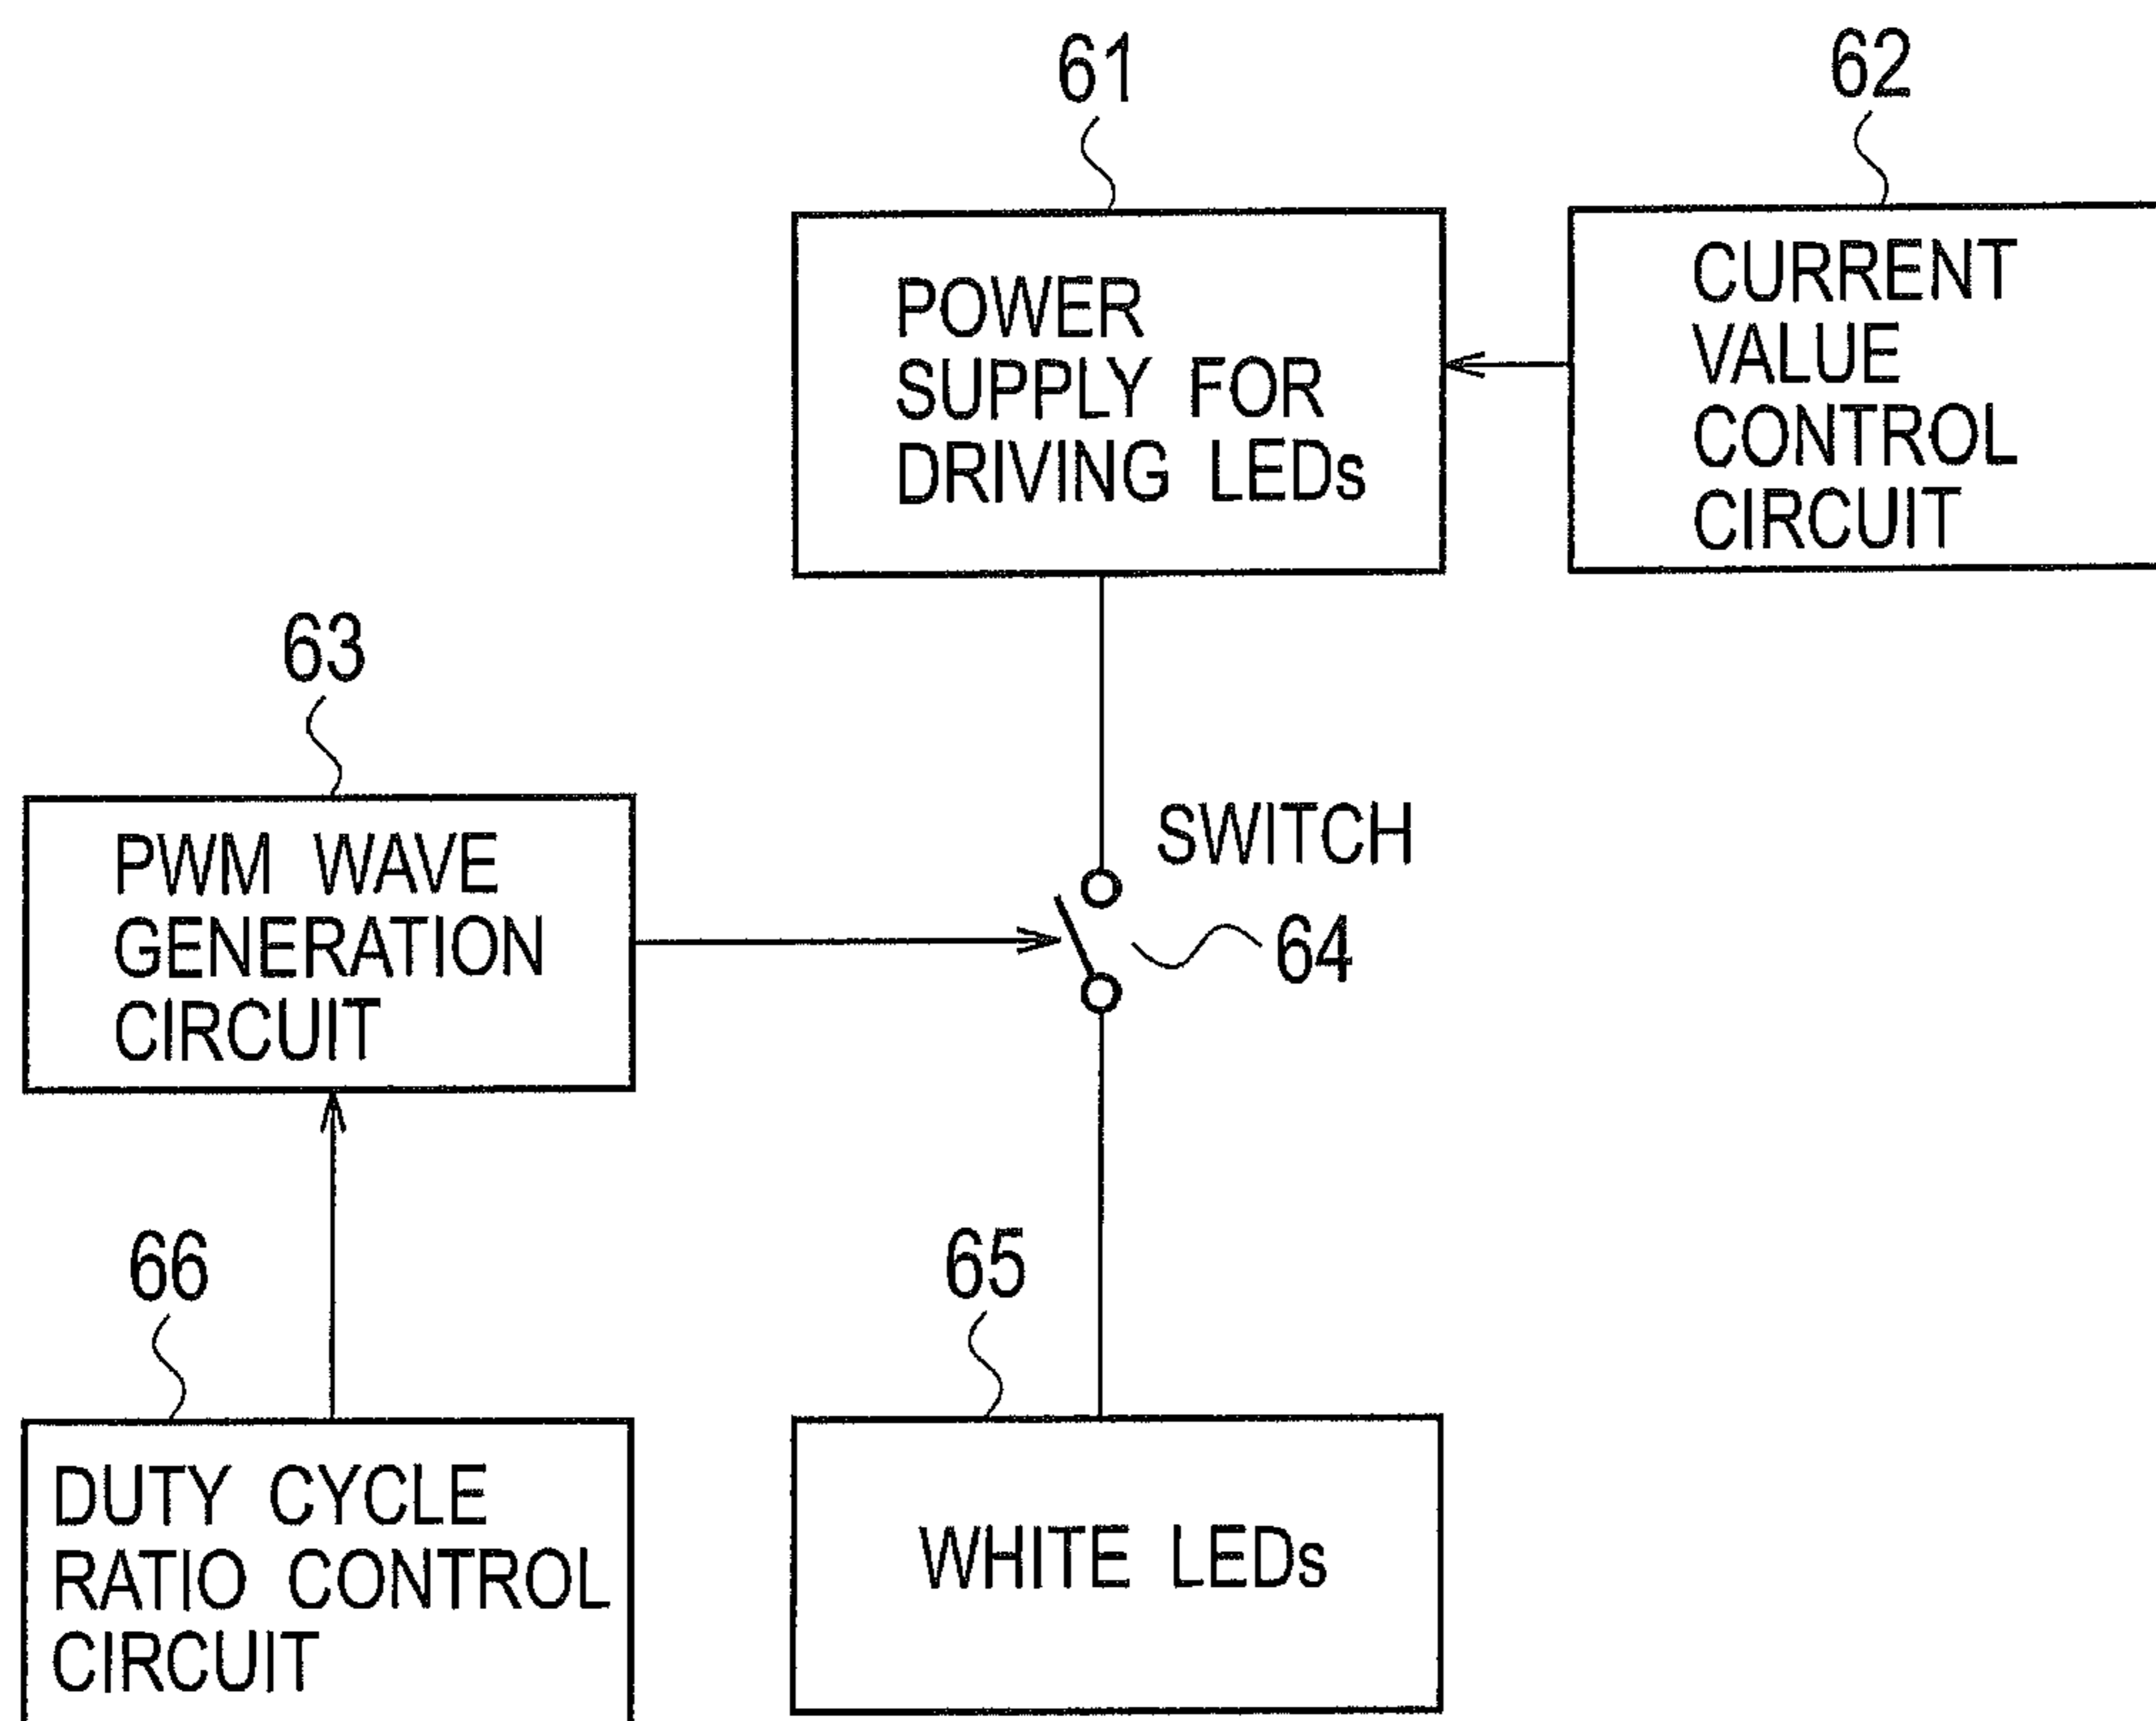 61
62
POWER
SUPPLY FOR
DRIVING LEDs
CURRENT
VALUE
CONTROL
CIRCUIT
63
PWM WAVE
GENERATION
CIRCUIT
SWITCH
64
66
65
DUTY CYCLE
RATIO CONTROL
CIRCUIT
WHITE LEDs